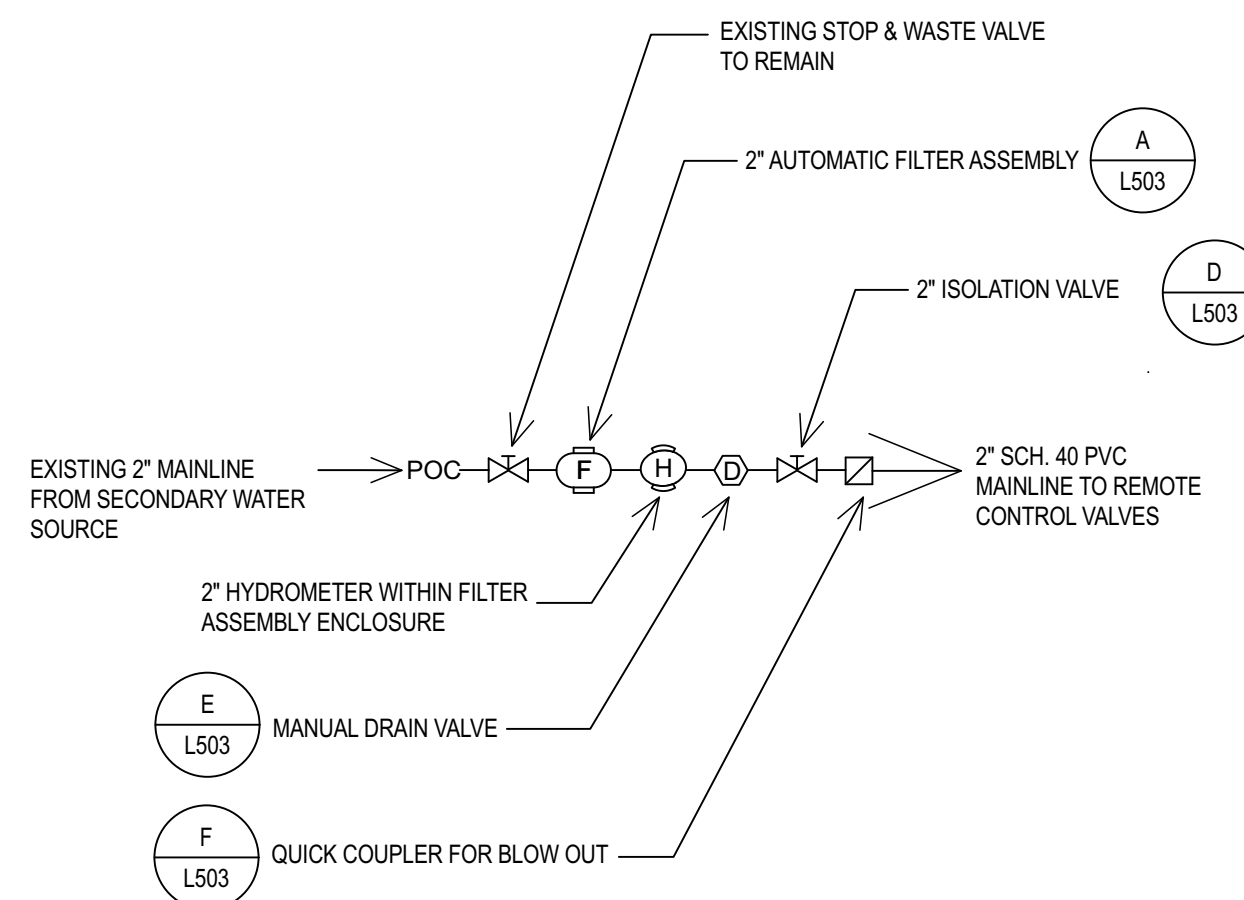 EXISTING STOP & WASTE VALVE
TO REMAIN
2" AUTOMATIC FILTER ASSEMBLY
A
L503
2" ISOLATION VALVE
D
L503
EXISTING 2" MAINLINE
FROM SECONDARY WATER
SOURCE
POC
F
H
D
2" SCH. 40 PVC
MAINLINE TO REMOTE
CONTROL VALVES
2" HYDROMETER WITHIN FILTER
ASSEMBLY ENCLOSURE
E
L503
MANUAL DRAIN VALVE
F
L503
QUICK COUPLER FOR BLOW OUT